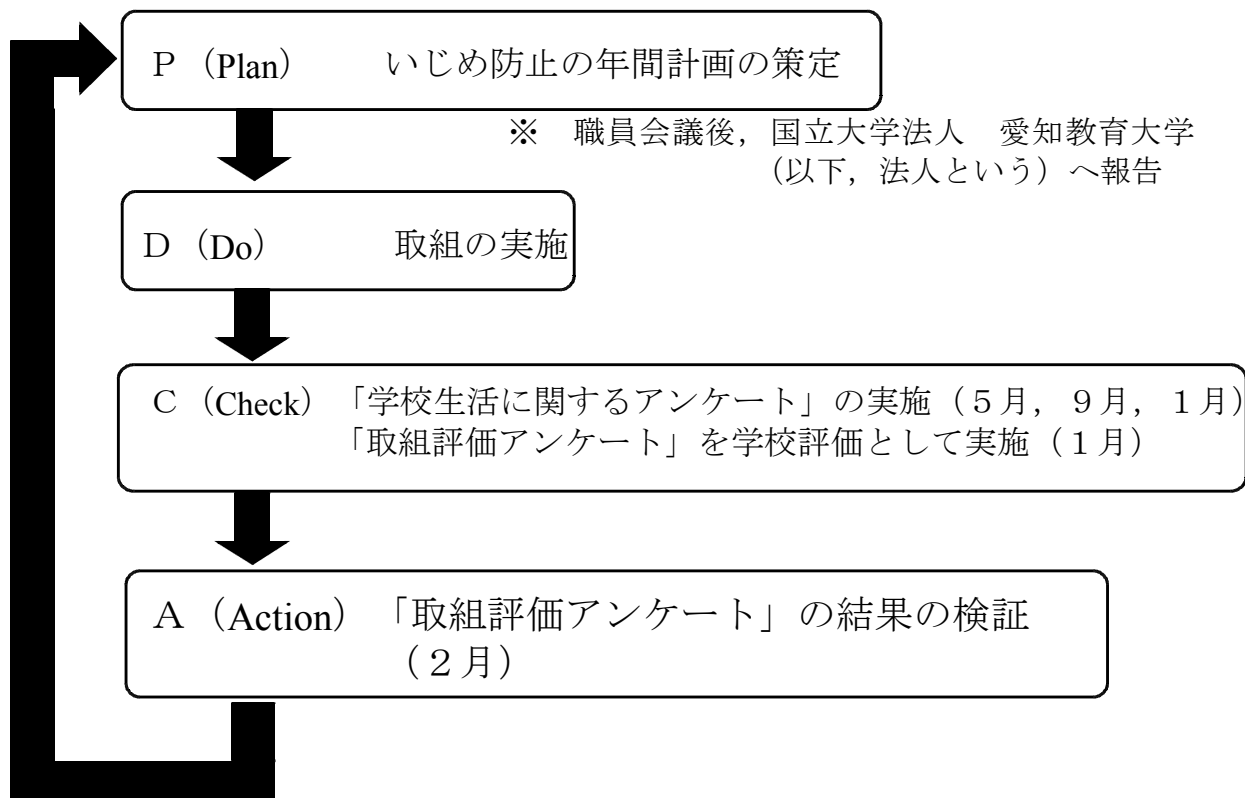 Ｐ（Plan）　　いじめ防止の年間計画の策定
※　職員会議後，国立大学法人　愛知教育大学
（以下，法人という）へ報告
Ｄ（Do）　　　取組の実施
Ｃ（Check）「学校生活に関するアンケート」の実施（５月，９月，１月）
「取組評価アンケート」を学校評価として実施（１月）
Ａ（Action）「取組評価アンケート」の結果の検証
（２月）